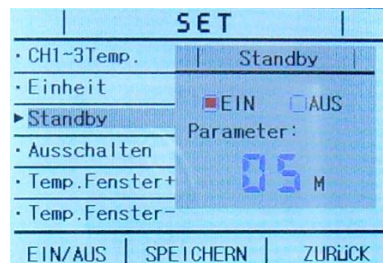 SET
· CH1~3Temp.
· Einheit
▸Standby
· Ausschalten
· Temp.Fenster+
· Temp.Fenster-
Standby
EIN AUS
Parameter:
05 M
EIN/AUS SPEICHERN ZURüCK